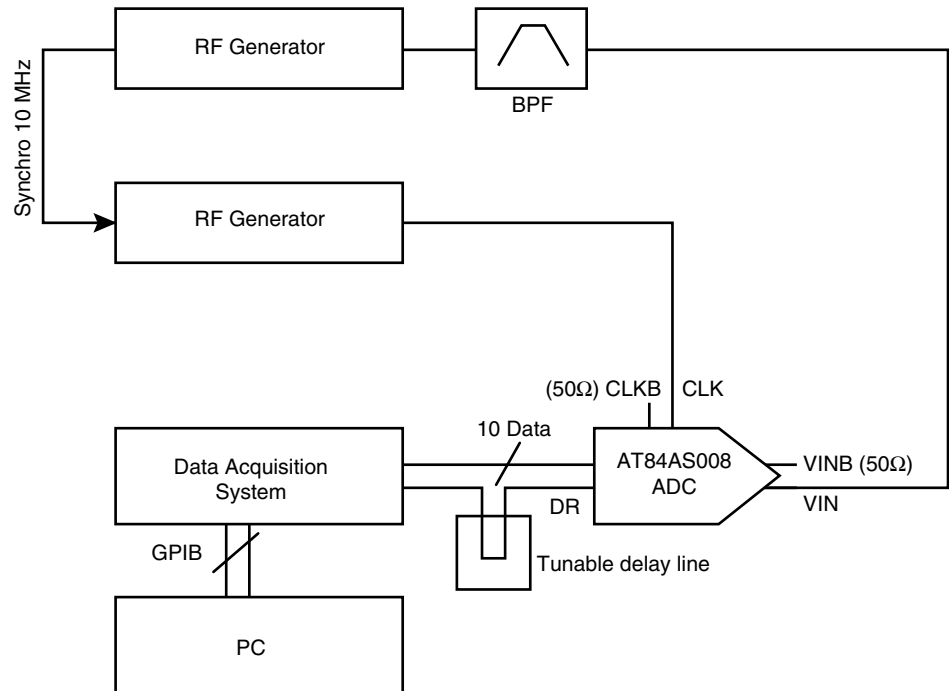 RF Generator
BPF
Synchro 10 MHz
RF Generator
(50Ω) CLKB
CLK
10 Data
Data Acquisition
System
AT84AS008
ADC
VINB (50Ω)
VIN
DR
GPIB
Tunable delay line
PC